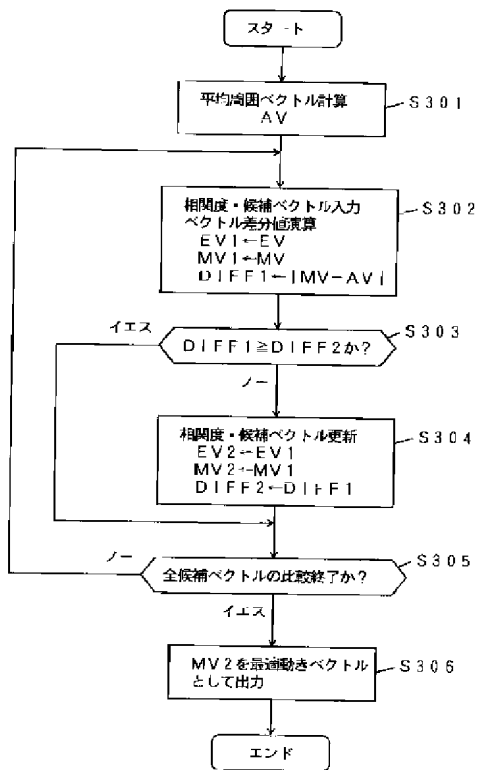 スタート
平均周囲ベクトル計算
AV
S301
相関度・候補ベクトル入力
ベクトル差分値演算
EV1←EV
MV1←MV
DIFF1←|MV-AV|
S302
イエス
DIFF1≧DIFF2か?
S303
ノー
相関度・候補ベクトル更新
EV2←EV1
MV2←MV1
DIFF2←DIFF1
S304
ノー
全候補ベクトルの比較終了か?
S305
イエス
MV2を最適動きベクトル
として出力
S306
エンド